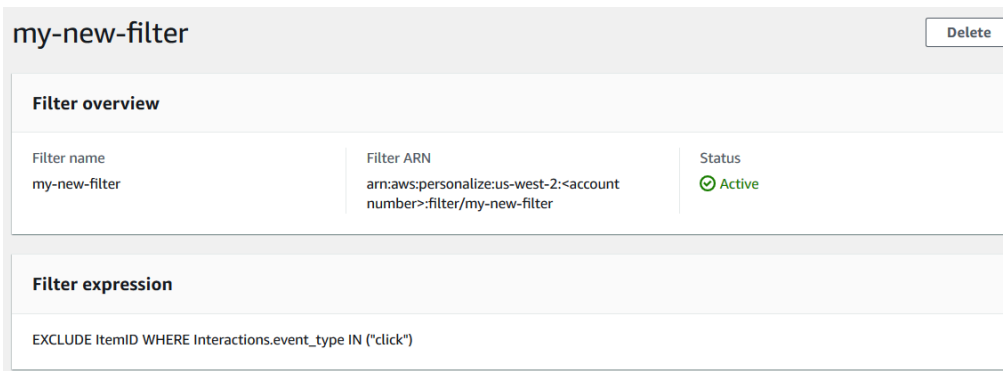 my-new-filter
Delete
Filter overview
Filter name
Filter ARN
Status
my-new-filter
arn:aws:personalize:us-west-2:<account
number>:filter/my-new-filter
Active
Filter expression
EXCLUDE ItemID WHERE Interactions.event_type IN ("click")